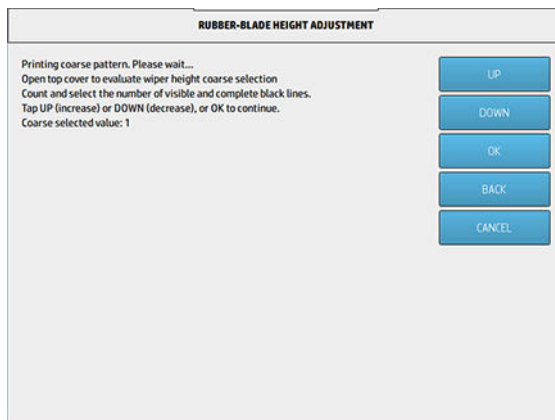 RUBBER-BLADE HEIGHT ADJUSTMENT
Printing coarse pattern. Please wait...
Open top cover to evaluate wiper height coarse selection
Count and select the number of visible and complete black lines.
Tap UP (increase) or DOWN (decrease), or OK to continue.
Coarse selected value: 1
UP
DOWN
OK
BACK
CANCEL